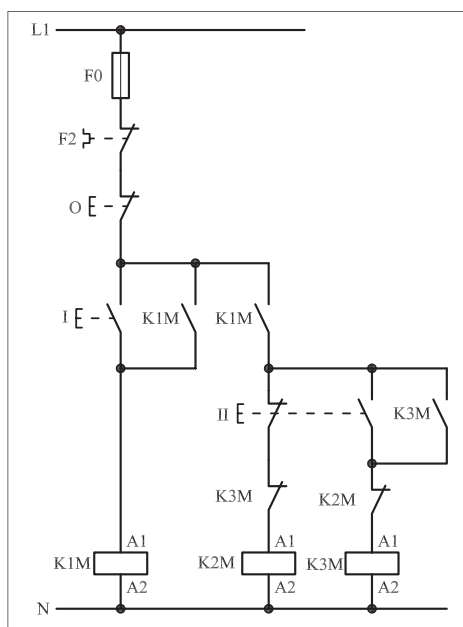 L1
F0
F2
O
I K1M K1M
II K3M
K3M K2M
A1 A1 A1
K1M K2M K3M
A2 A2 A2
N